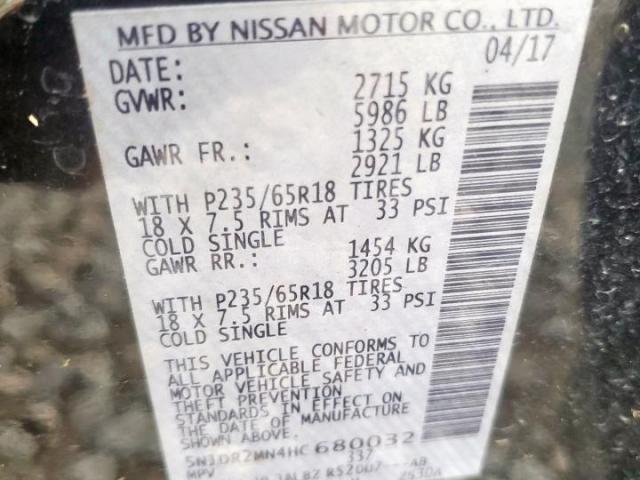 MFD BY NISSAN MOTOR CO., LTD.
DATE: 04/17
GVWR: 2715 KG
5986 LB
GAWR FR.: 1325 KG
2921 LB
WITH P235/65R18 TIRES
18 X 7.5 RIMS AT 33 PSI
COLD SINGLE
GAWR RR.: 1454 KG
3205 LB
WITH P235/65R18 TIRES
18 X 7.5 RIMS AT 33 PSI
COLD SINGLE
THIS VEHICLE CONFORMS TO
ALL APPLICABLE FEDERAL
MOTOR VEHICLE SAFETY AND
THEFT PREVENTION
STANDARDS IN EFFECT ON
THE DATE OF MANUFACTURE
SHOWN ABOVE.
5N1DR2MN4HC680032
MPV 337